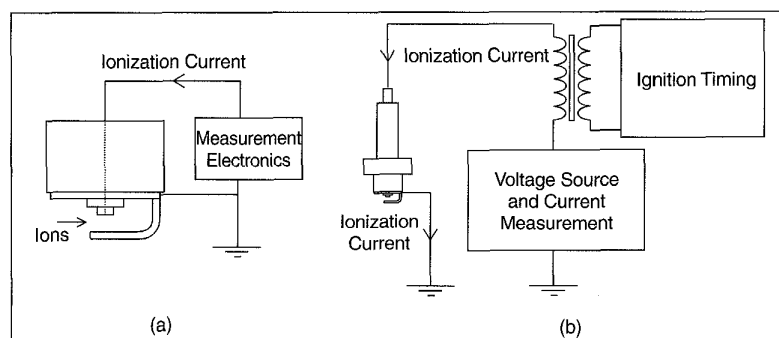 Ionization Current
Measurement
Electronics
Ions
(a)
Ionization Current
Ignition Timing
Voltage Source
and Current
Measurement
Ionization
Current
(b)